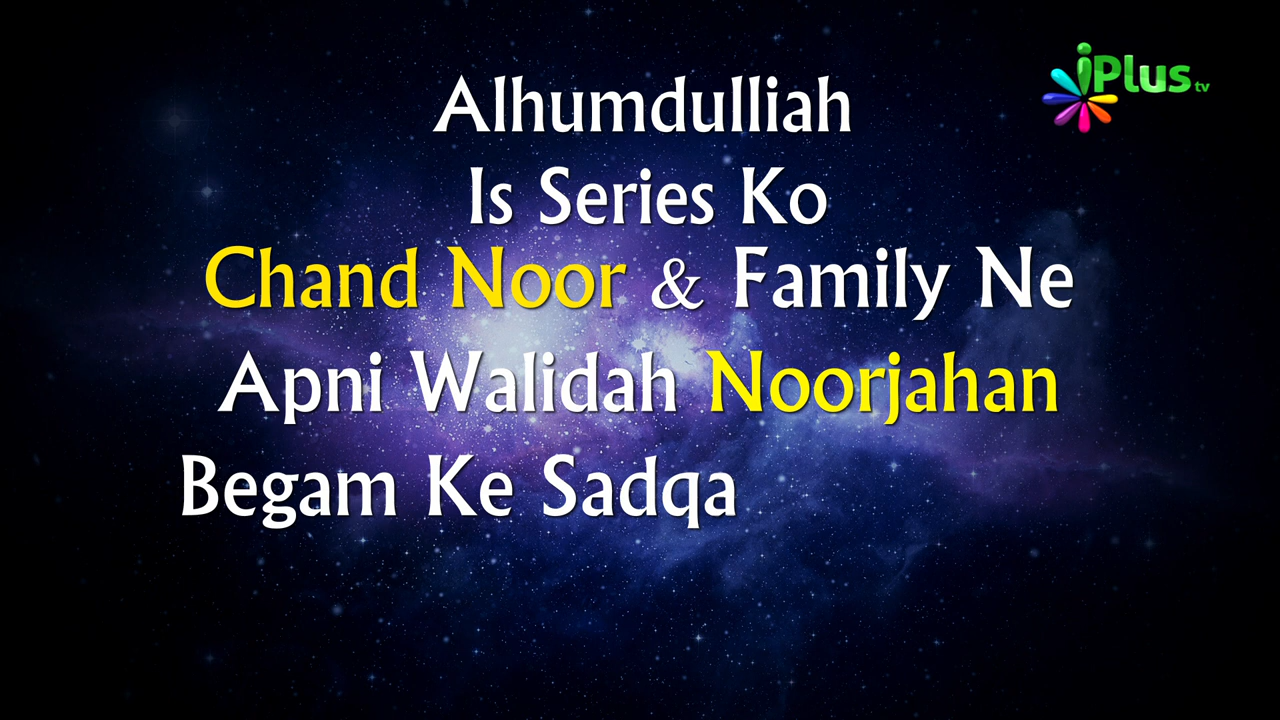 iPlus tv
Alhumdulliah
Is Series Ko
Chand Noor & Family Ne
Apni Walidah Noorjahan
Begam Ke Sadqa